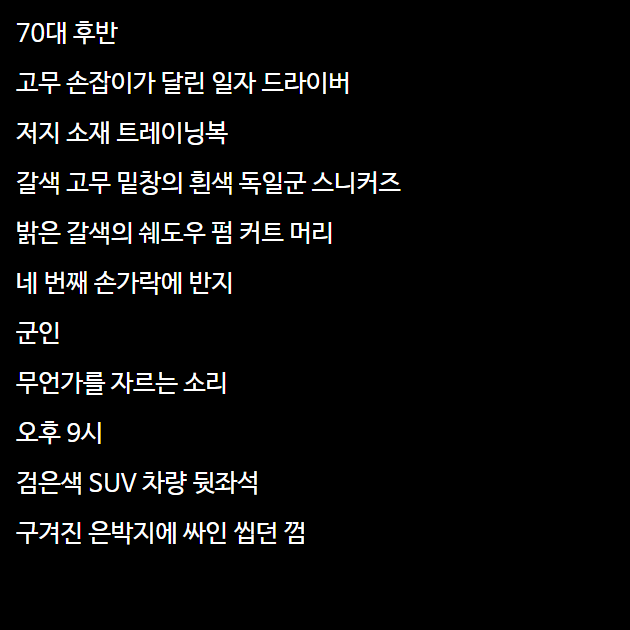 70대 후반
고무 손잡이가 달린 일자 드라이버
저지 소재 트레이닝복
갈색 고무 밑창의 흰색 독일군 스니커즈
밝은 갈색의 쉐도우 펌 커트 머리
네 번째 손가락에 반지
군인
무언가를 자르는 소리
오후 9시
검은색 SUV 차량 뒷좌석
구겨진 은박지에 싸인 씹던 껌